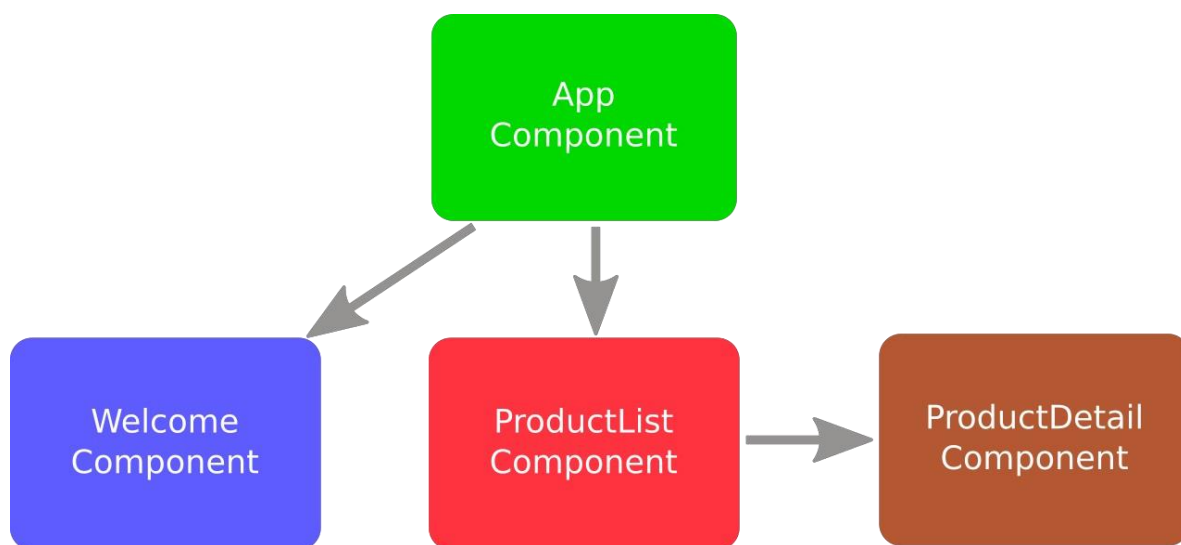 App
Component
Welcome
Component
ProductList
Component
ProductDetail
Component